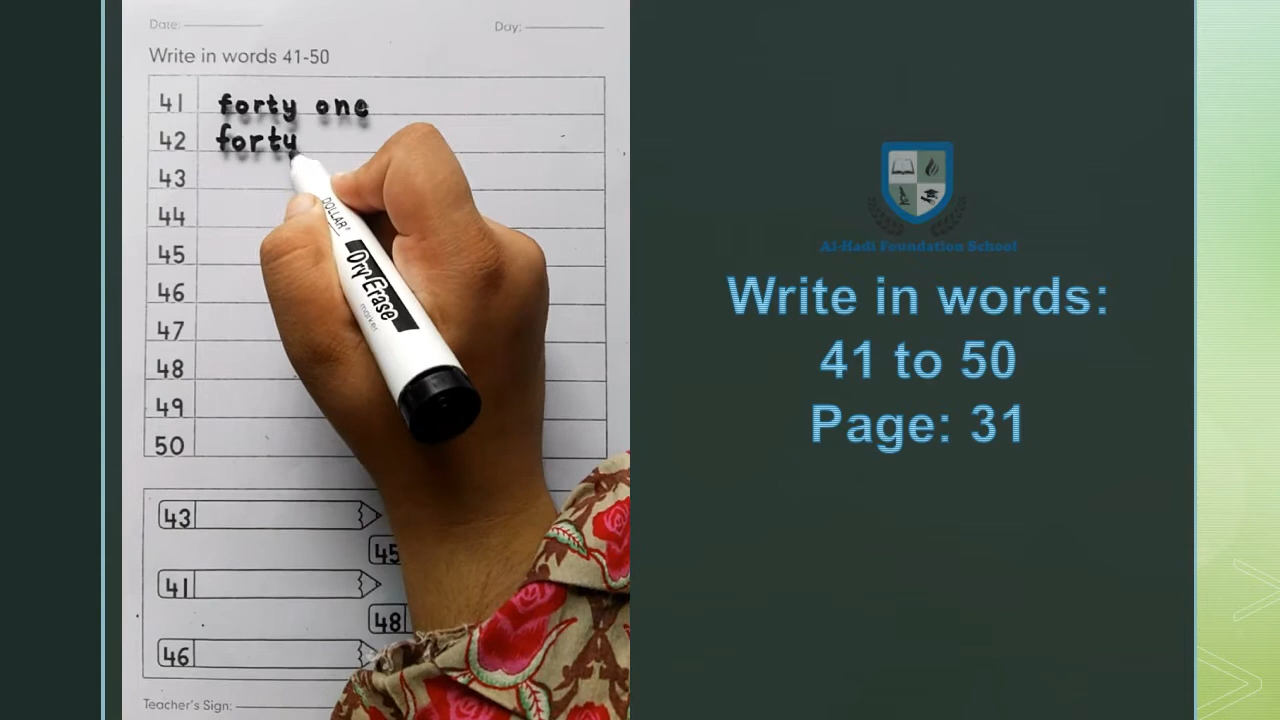 Date:
Day:
Write in words 41-50
41 forty one
42 forty
43
44
45
46
47
48
49
50
43
45
41
48
46
Teacher's Sign:
DOLLAR
Dry Erase
marker
Al-Hadi Foundation School
Write in words:
41 to 50
Page: 31